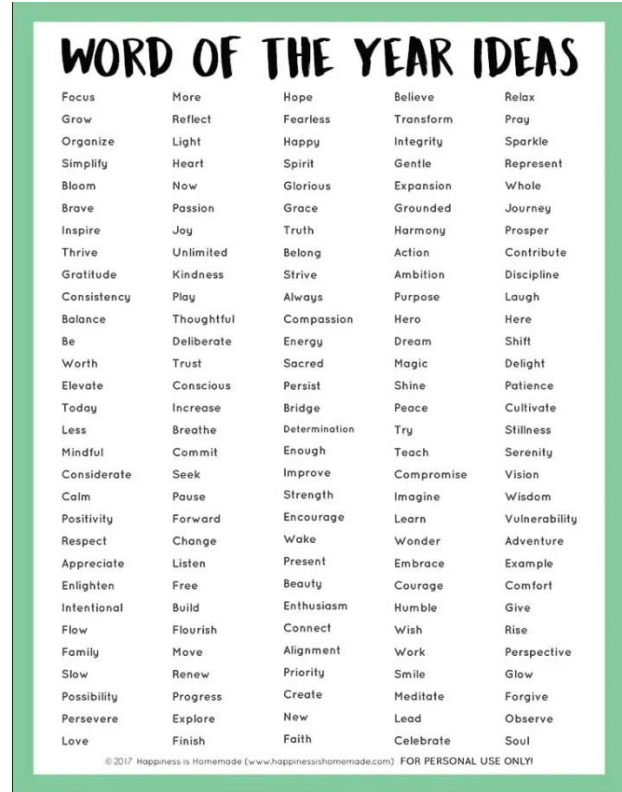 WORD OF THE YEAR IDEAS
Focus More Hope Believe Relax
Grow Reflect Fearless Transform Pray
Organize Light Happy Integrity Sparkle
Simplify Heart Spirit Gentle Represent
Bloom Now Glorious Expansion Whole
Brave Passion Grace Grounded Journey
Inspire Joy Truth Harmony Prosper
Thrive Unlimited Belong Action Contribute
Gratitude Kindness Strive Ambition Discipline
Consistency Play Always Purpose Laugh
Balance Thoughtful Compassion Hero Here
Be Deliberate Energy Dream Shift
Worth Trust Sacred Magic Delight
Elevate Conscious Persist Shine Patience
Today Increase Bridge Peace Cultivate
Less Breathe Determination Try Stillness
Mindful Commit Enough Teach Serenity
Considerate Seek Improve Compromise Vision
Calm Pause Strength Imagine Wisdom
Positivity Forward Encourage Learn Vulnerability
Respect Change Wake Wonder Adventure
Appreciate Listen Present Embrace Example
Enlighten Free Beauty Courage Comfort
Intentional Build Enthusiasm Humble Give
Flow Flourish Connect Wish Rise
Family Move Alignment Work Perspective
Slow Renew Priority Smile Glow
Possibility Progress Create Meditate Forgive
Persevere Explore New Lead Observe
Love Finish Faith Celebrate Soul
©2017 Happiness is Homemade (www.happinessishomemade.com) FOR PERSONAL USE ONLY!